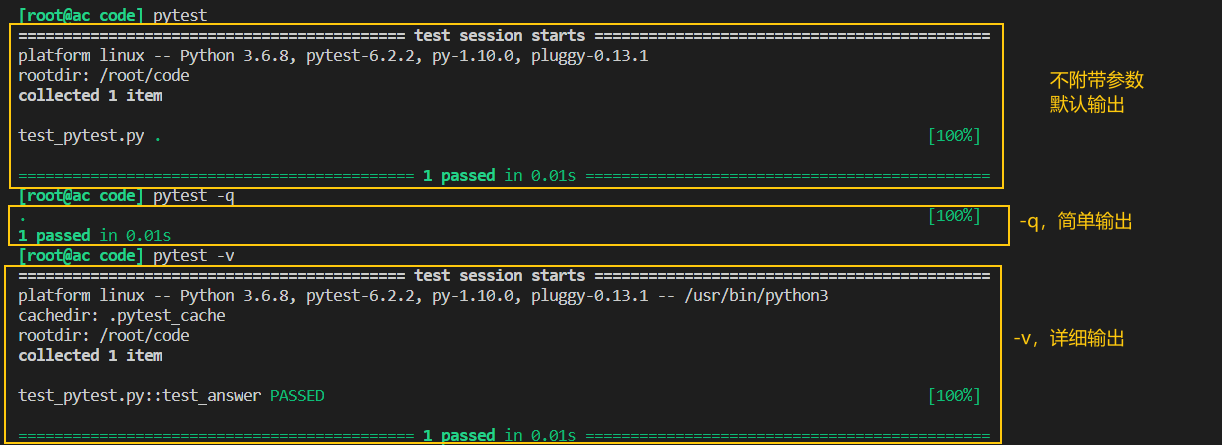 [root@ac code] pytest
=========================================== test session starts ============================================
platform linux -- Python 3.6.8, pytest-6.2.2, py-1.10.0, pluggy-0.13.1
rootdir: /root/code
collected 1 item
不附带参数
默认输出
test_pytest.py . [100%]
============================================ 1 passed in 0.01s =============================================
[root@ac code] pytest -q
. [100%]
1 passed in 0.01s
-q，简单输出
[root@ac code] pytest -v
=========================================== test session starts ============================================
platform linux -- Python 3.6.8, pytest-6.2.2, py-1.10.0, pluggy-0.13.1 -- /usr/bin/python3
cachedir: .pytest_cache
rootdir: /root/code
collected 1 item
-v，详细输出
test_pytest.py::test_answer PASSED [100%]
============================================ 1 passed in 0.01s =============================================